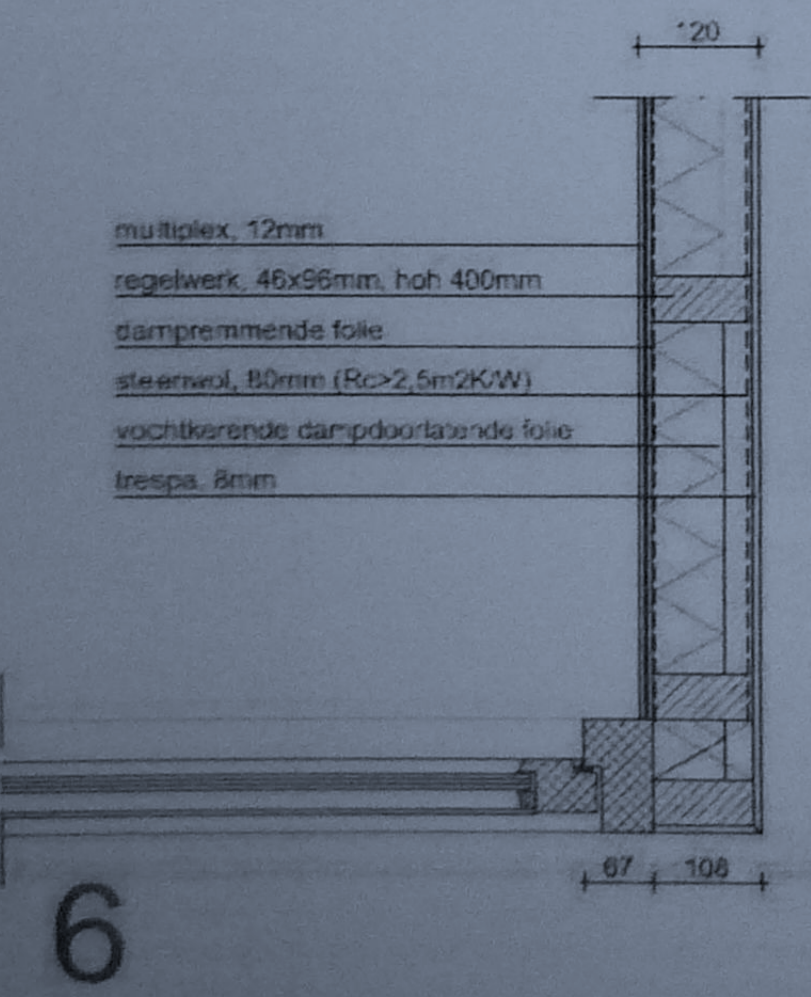 120
multiplex, 12mm
regelwerk, 46x96mm, hoh 400mm
dampremmende folie
steenwol, 80mm (Rc>2,5m2K/W)
vochtkerende dampdoorlatende folie
trespa, 8mm
67
108
6